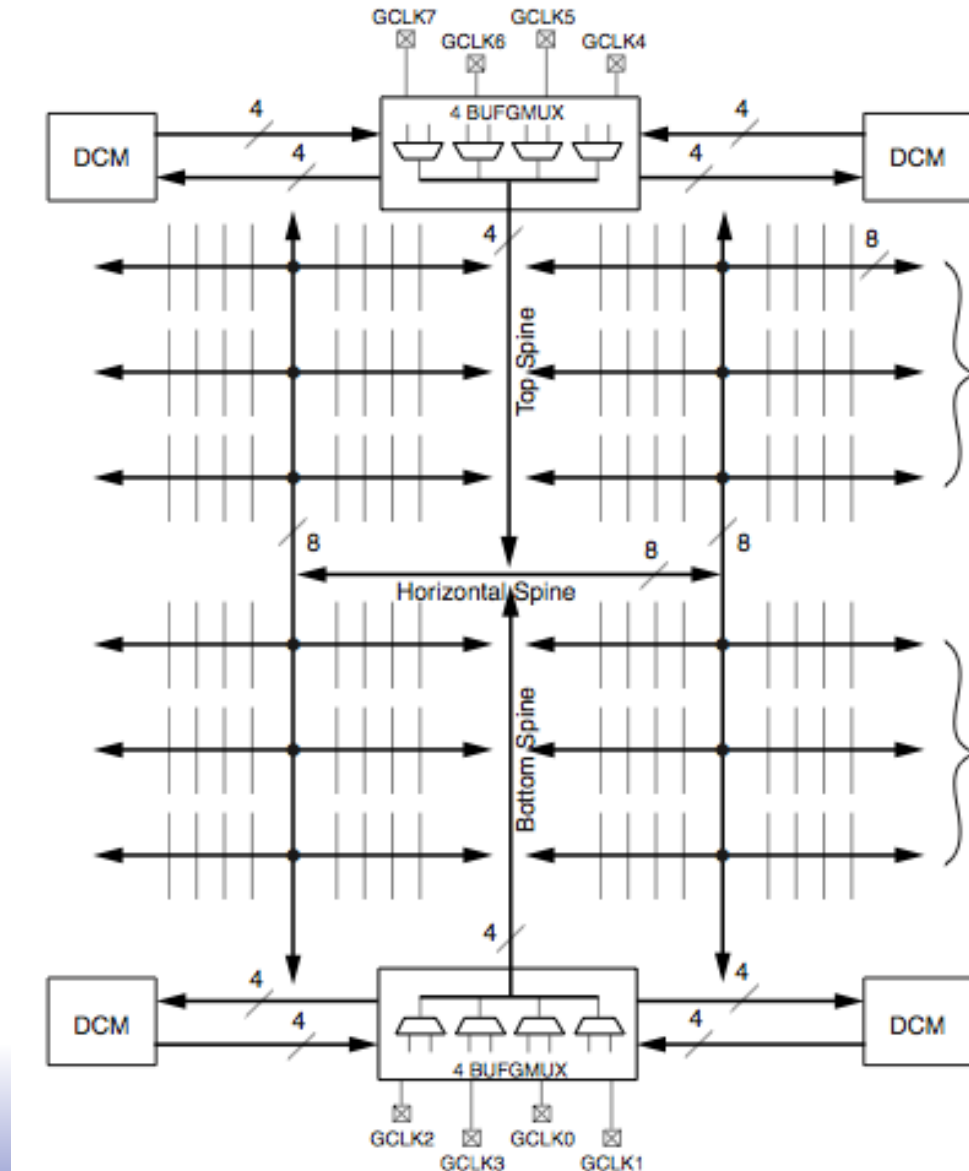 GCLK7
GCLK5
GCLK6
GCLK4
4 BUFGMUX
4
4
DCM
DCM
4
4
4
8
Top Spine
8
8
8
Horizontal Spine
Bottom Spine
4
4
4
DCM
DCM
4
4
4 BUFGMUX
GCLK2
GCLK0
GCLK3
GCLK1